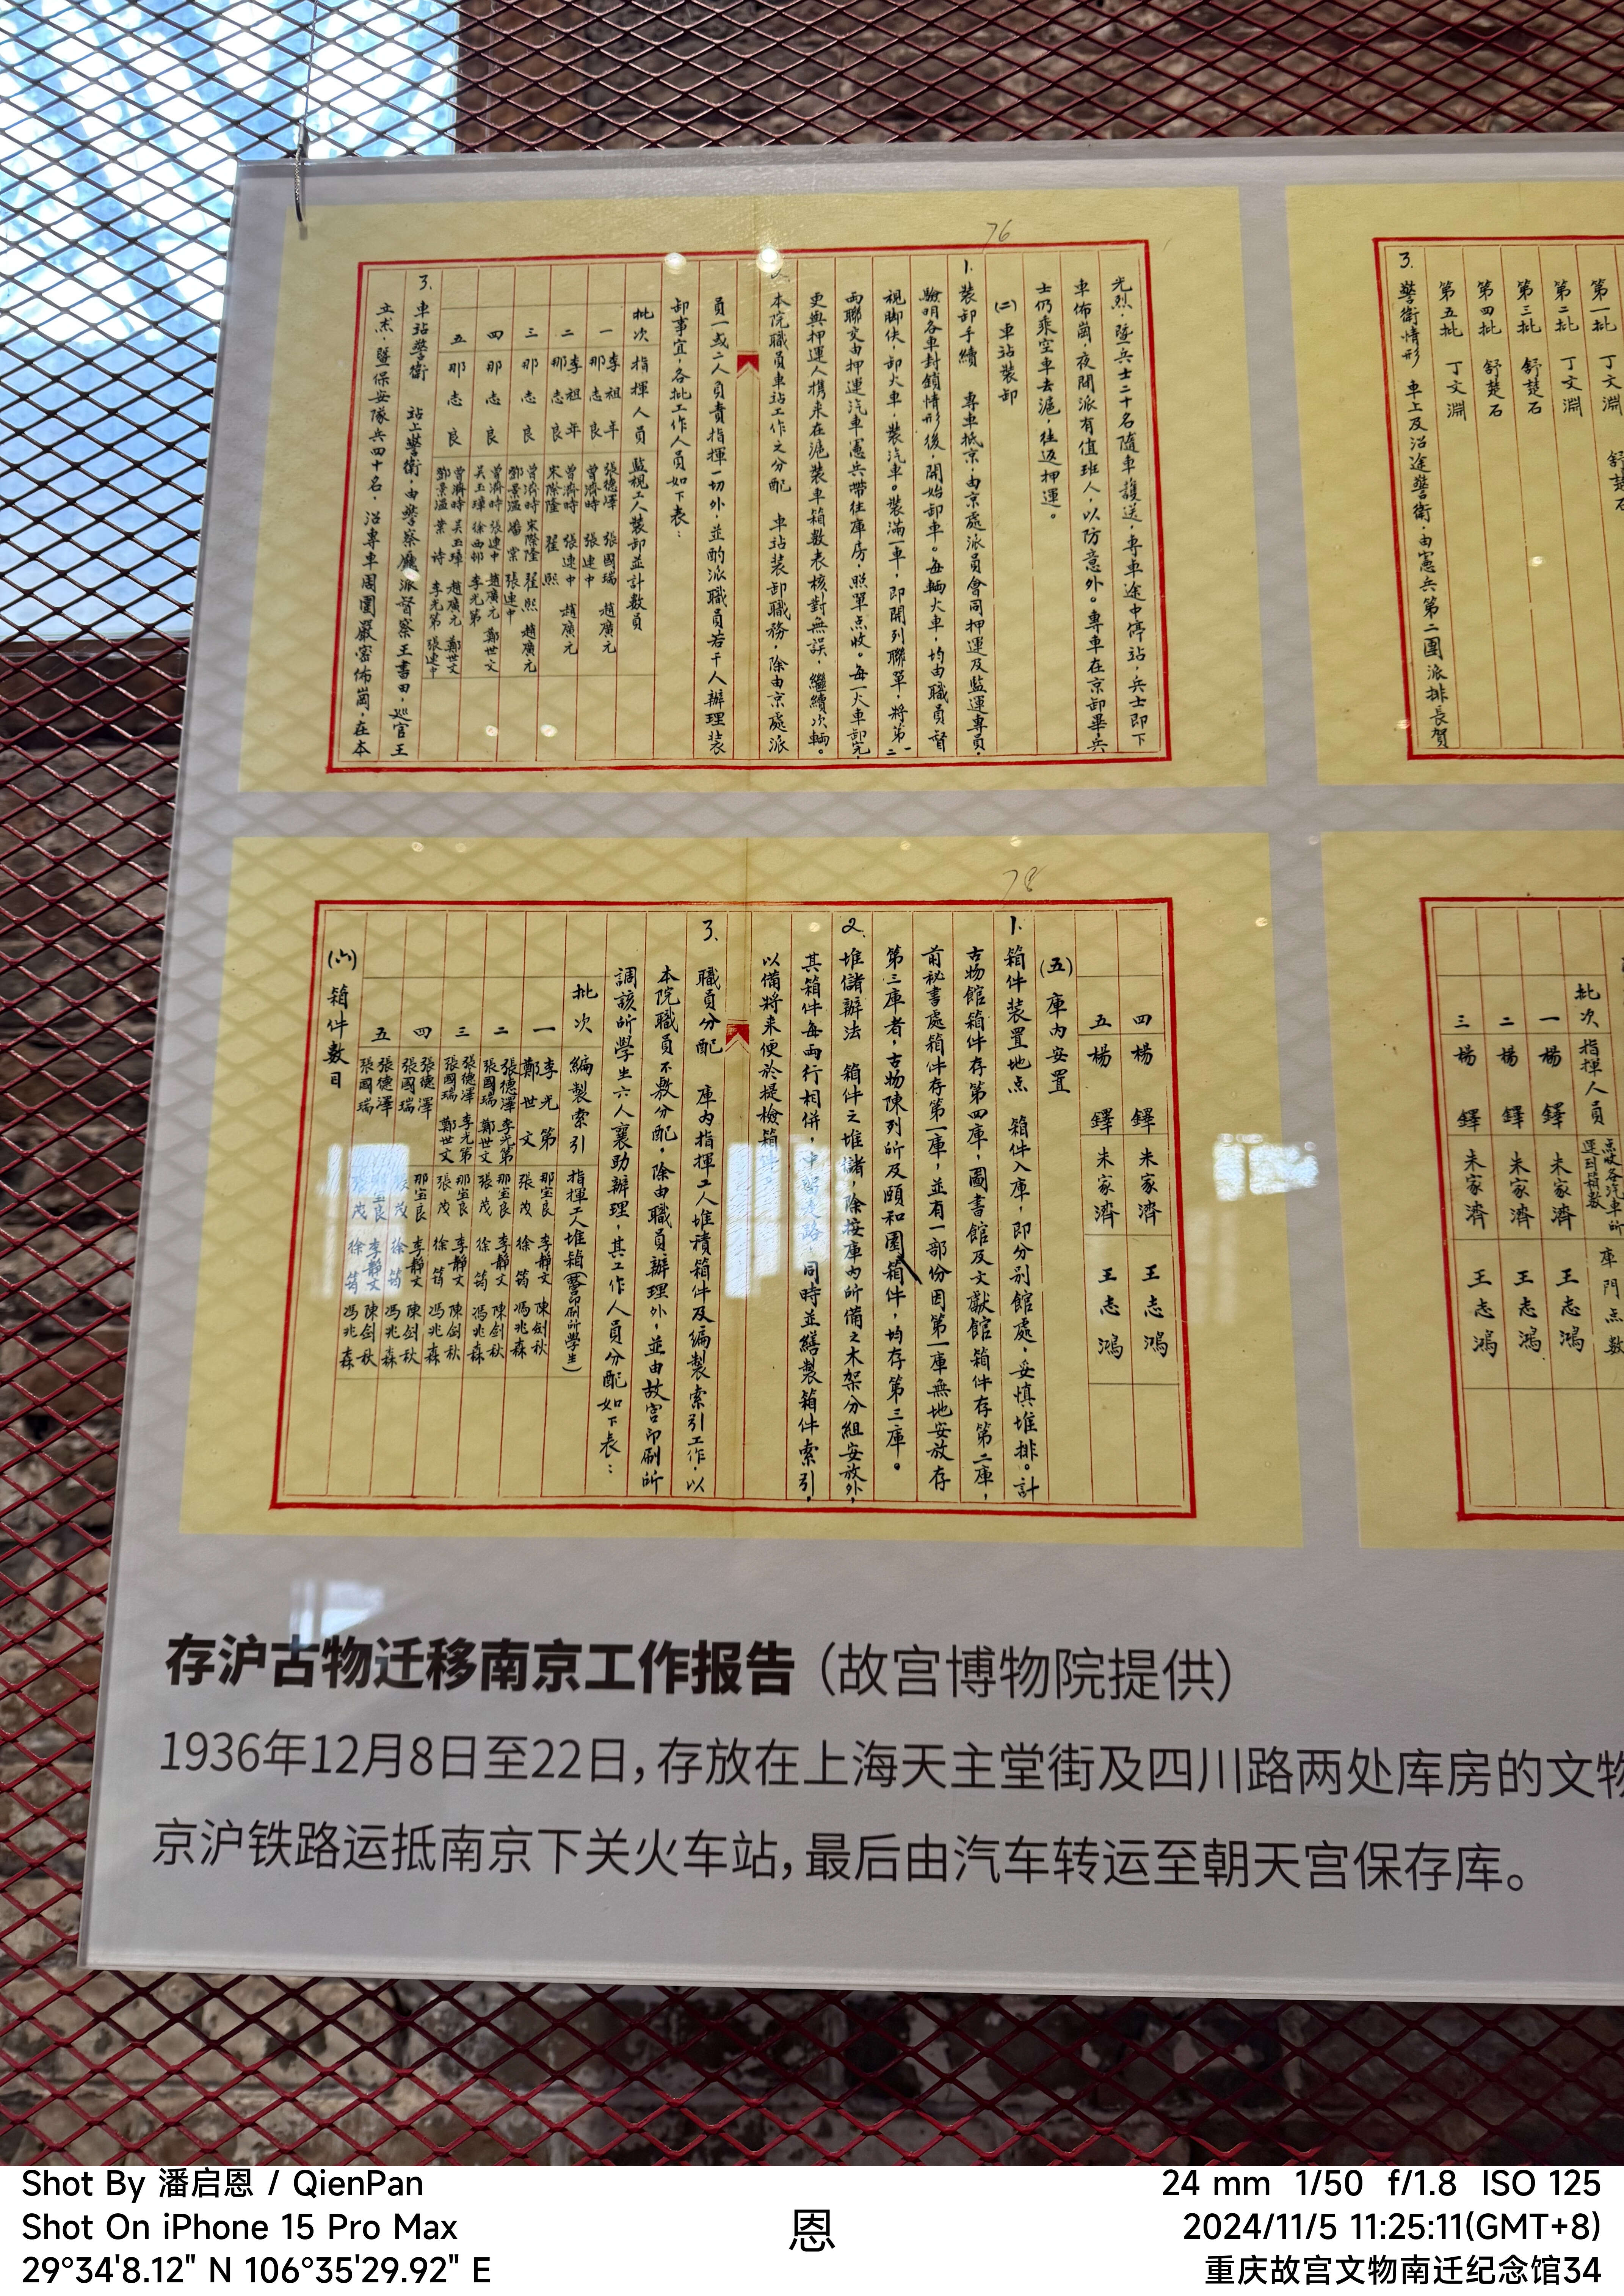 76
光烈，暨兵士二十名隨車護送，專車途中停站，兵士即下
車佈崗，夜間派有值班人，以防意外。專車在京卸畢兵
士仍乘空車去滬，往返押運。
(二) 車站裝卸
1. 裝卸手續 專車抵京，由京處派員會同押運及監運專員，
驗明各車封鎖情形後，開始卸車。每輛火車，均由職員督
視脚伕，卸火車，裝汽車。裝滿一車，即開列聯單，將第一二
兩聯交由押運汽車憲兵帶往庫房，照單点收。每一火車卸完，
更與押運人携来在滬裝車箱數表核對無誤，繼續次輛。
本院職員車站工作之分配 車站裝卸職務，除由京處派
員一或二人負責指揮一切外，並酌派職員若干人辦理裝
卸事宜，各批工作人員如下表：
批次 指揮人員 監視工人裝卸並計數員
一 李祖年 那志良 張德澤 張國瑞 趙廣元 曾濟時 張連中
二 李祖年 那志良 曾濟時 張連中 趙廣元 宋際隆 翟熙
三 那志良 曾濟時 宋際隆 翟熙 趙廣元 鄧景溫 張連中
四 那志良 曾濟時 張連中 趙廣元 鄭世文 吴玉璋 李光第
五 那志良 曾濟時 吴玉璋 趙廣元 鄭世文 鄧景溫 李光第 張連中
3. 車站警衛 站上警衛，由警察廳派督察王書田，巡官王
立杰，暨保安隊兵四十名，沿專車周圍嚴密佈崗，在本
第一批 丁文淵
第二批 丁文淵
第三批 舒楚石
第四批 舒楚石
第五批 丁文淵
3. 警衛情形 車上及沿途警衛，由憲兵第二團派排長賀
78
四 楊鐸 朱家濟 王志鴻
五 楊鐸 朱家濟 王志鴻
(五) 庫内安置
1. 箱件装置地点 箱件入庫，即分别館處，妥慎堆排。計
古物館箱件存第四庫，圖書館及文獻館箱件存第二庫，
前秘書處箱件存第一庫，並有一部份因第一庫無地安放存
第三庫者，古物陳列所及頤和園箱件，均存第三庫。
2. 堆儲辦法 箱件之堆儲，除按庫内所備之木架分組安放外，
其箱件每兩行相併，中留走路，同時並繕製箱件索引，
以備將来便於提檢箱件
3. 職員分配 庫内指揮工人堆積箱件及編製索引工作，以
本院職員不敷分配，除由職員辦理外，並由故宫印刷所
調該所學生六人襄助辦理，其工作人員分配如下表：
批次 編製索引 指揮工人堆箱
一 李光第 鄭世文 那宝良 李靜文 陳劍秋 張茂 徐筠 馮兆森
二 張德澤 李光第 張國瑞 鄭世文 那宝良 李靜文 陳劍秋 張茂 徐筠 馮兆森
三 張德澤 李光第 張國瑞 鄭世文 那宝良 李靜文 陳劍秋 張茂 徐筠 馮兆森
四 張德澤 張國瑞 那宝良 李靜文 陳劍秋 張茂 徐筠 馮兆森
五 張德澤 張國瑞 李靜文 陳劍秋 張茂 徐筠 馮兆森
(六) 箱件數目
批次 指揮人員 庫門点數
一 楊鐸 朱家濟 王志鴻
二 楊鐸 朱家濟 王志鴻
三 楊鐸 朱家濟 王志鴻
存沪古物迁移南京工作报告（故宫博物院提供）
1936年12月8日至22日，存放在上海天主堂街及四川路两处库房的文物
京沪铁路运抵南京下关火车站，最后由汽车转运至朝天宫保存库。
Shot By 潘启恩 / QienPan
Shot On iPhone 15 Pro Max
29°34'8.12" N 106°35'29.92" E
恩
24 mm 1/50 f/1.8 ISO 125
2024/11/5 11:25:11(GMT+8)
重庆故宫文物南迁纪念馆34